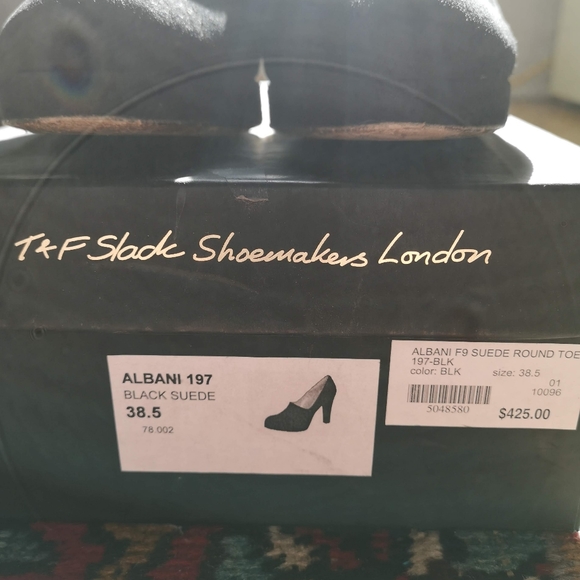 T&F Slack Shoemakers London
ALBANI 197
BLACK SUEDE
38.5
78.002
ALBANI F9 SUEDE ROUND TOE
197-BLK
color: BLK size: 38.5
01
10096
5048580
$425.00